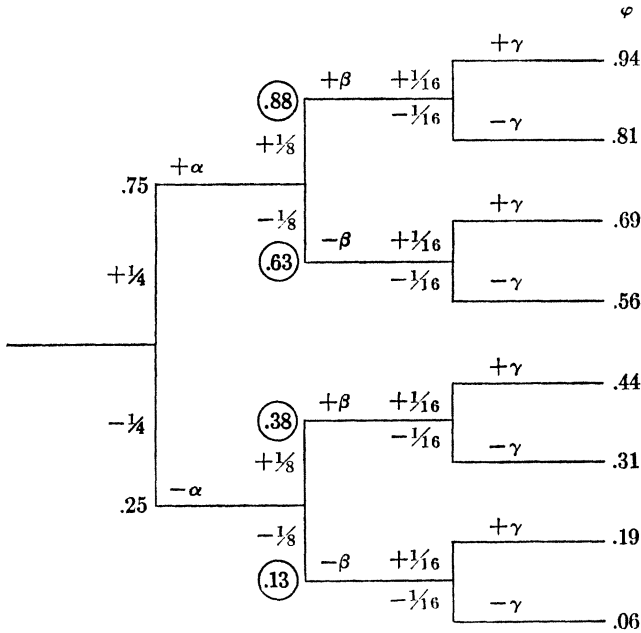 φ
+γ .94
.88 +β +1/16
−1/16
+1/8 −γ .81
.75 +α
−1/8 +γ .69
.63 −β +1/16
−1/16
+1/4 −γ .56
−1/4 +γ .44
.38 +β +1/16
−1/16
+1/8 −γ .31
.25 −α
−1/8 +γ .19
.13 −β +1/16
−1/16
−γ .06